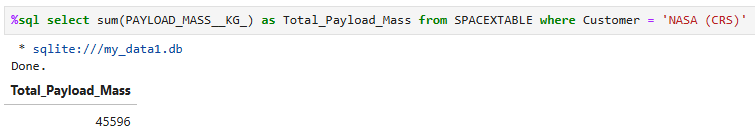 %sql select sum(PAYLOAD_MASS__KG_) as Total_Payload_Mass from SPACEXTABLE where Customer = 'NASA (CRS)'
* sqlite:///my_data1.db
Done.
Total_Payload_Mass
45596